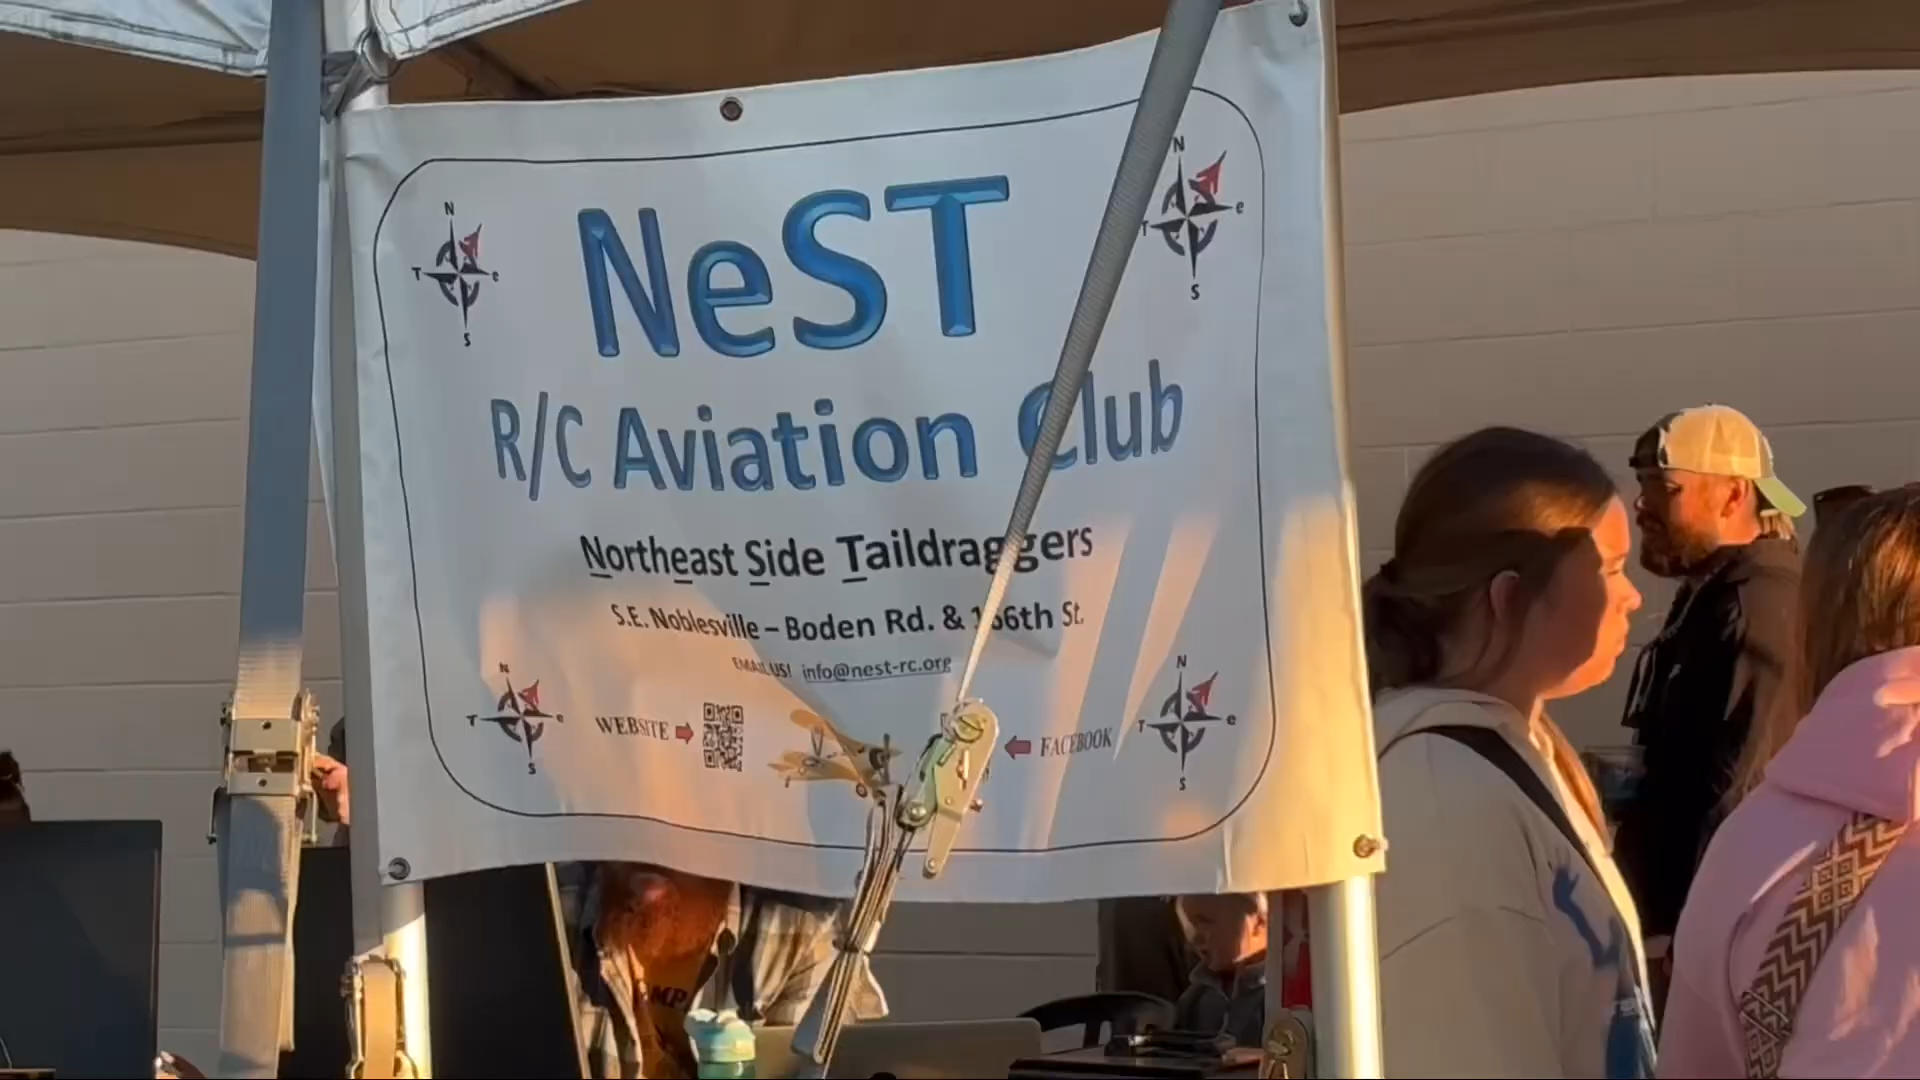 NeST
R/C Aviation Club
Northeast Side Taildraggers
S.E. Noblesville – Boden Rd. & 166th St.
EMAIL US! info@nest-rc.org
WEBSITE
FACEBOOK
N
T e
S
N
T e
S
N
T e
S
N
T e
S